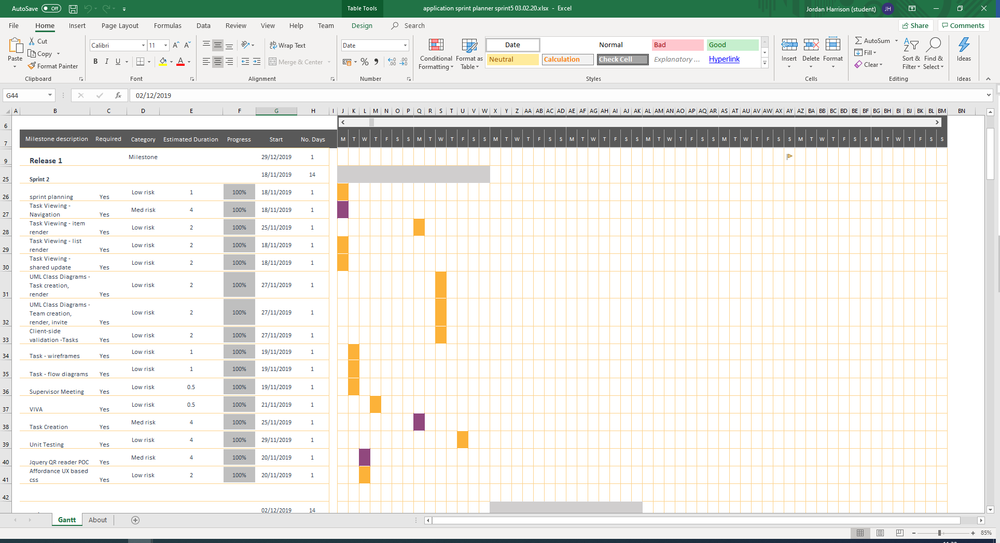 AutoSave Off
Table Tools
application sprint planner sprint5 03.02.20.xlsx - Excel
Jordan Harrison (student) JH
File Home Insert Page Layout Formulas Data Review View Help Team Design Search Share Comments
Paste Cut Copy Format Painter
Clipboard
Calibri 11 A A
B I U A
Font
Wrap Text
Merge & Center
Alignment
Date
% , .00
Number
Conditional Formatting Format as Table
Date Normal Bad Good
Neutral Calculation Check Cell Explanatory ... Hyperlink
Styles
Insert Delete Format
Cells
AutoSum Fill Clear Sort & Filter Find & Select
Editing
Ideas
Ideas
G44 fx 02/12/2019
A B C D E F G H I J K L M N O P Q R S T U V W X Y Z AA AB AC AD AE AF AG AH AI AJ AK AL AM AN AO AP AQ AR AS AT AU AV AW AX AY AZ BA BB BC BD BE BF BG BH BI BJ BK BL BM BN
6
7 Milestone description Required Category Estimated Duration Progress Start No. Days M T W T F S S M T W T F S S M T W T F S S M T W T F S S M T W T F S S M T W T F S S M T W T F S S M T W T F S S
9 Release 1 Milestone 29/12/2019 1
25 Sprint 2 18/11/2019 14
26 sprint planning Yes Low risk 1 100% 18/11/2019 1
27 Task Viewing - Navigation Yes Med risk 4 100% 18/11/2019 1
28 Task Viewing - item render Yes Low risk 2 100% 25/11/2019 1
29 Task Viewing - list render Yes Low risk 2 100% 18/11/2019 1
30 Task Viewing - shared update Yes Low risk 2 100% 18/11/2019 1
31 UML Class Diagrams - Task creation, render Yes Low risk 2 100% 27/11/2019 1
32 UML Class Diagrams - Team creation, render, invite Yes Low risk 2 100% 27/11/2019 1
33 Client-side validation -Tasks Yes Low risk 2 100% 27/11/2019 1
34 Task - wireframes Yes Low risk 1 100% 19/11/2019 1
35 Task - flow diagrams Yes Low risk 1 100% 19/11/2019 1
36 Supervisor Meeting Yes Low risk 0.5 100% 19/11/2019 1
37 VIVA Yes Low risk 0.5 100% 21/11/2019 1
38 Task Creation Yes Med risk 4 100% 25/11/2019 1
39 Unit Testing Yes Low risk 4 100% 29/11/2019 1
40 Jquery QR reader POC Yes Med risk 4 100% 20/11/2019 1
41 Affordance UX based css Yes Low risk 2 100% 20/11/2019 1
42
02/12/2019 14
Gantt About
85%